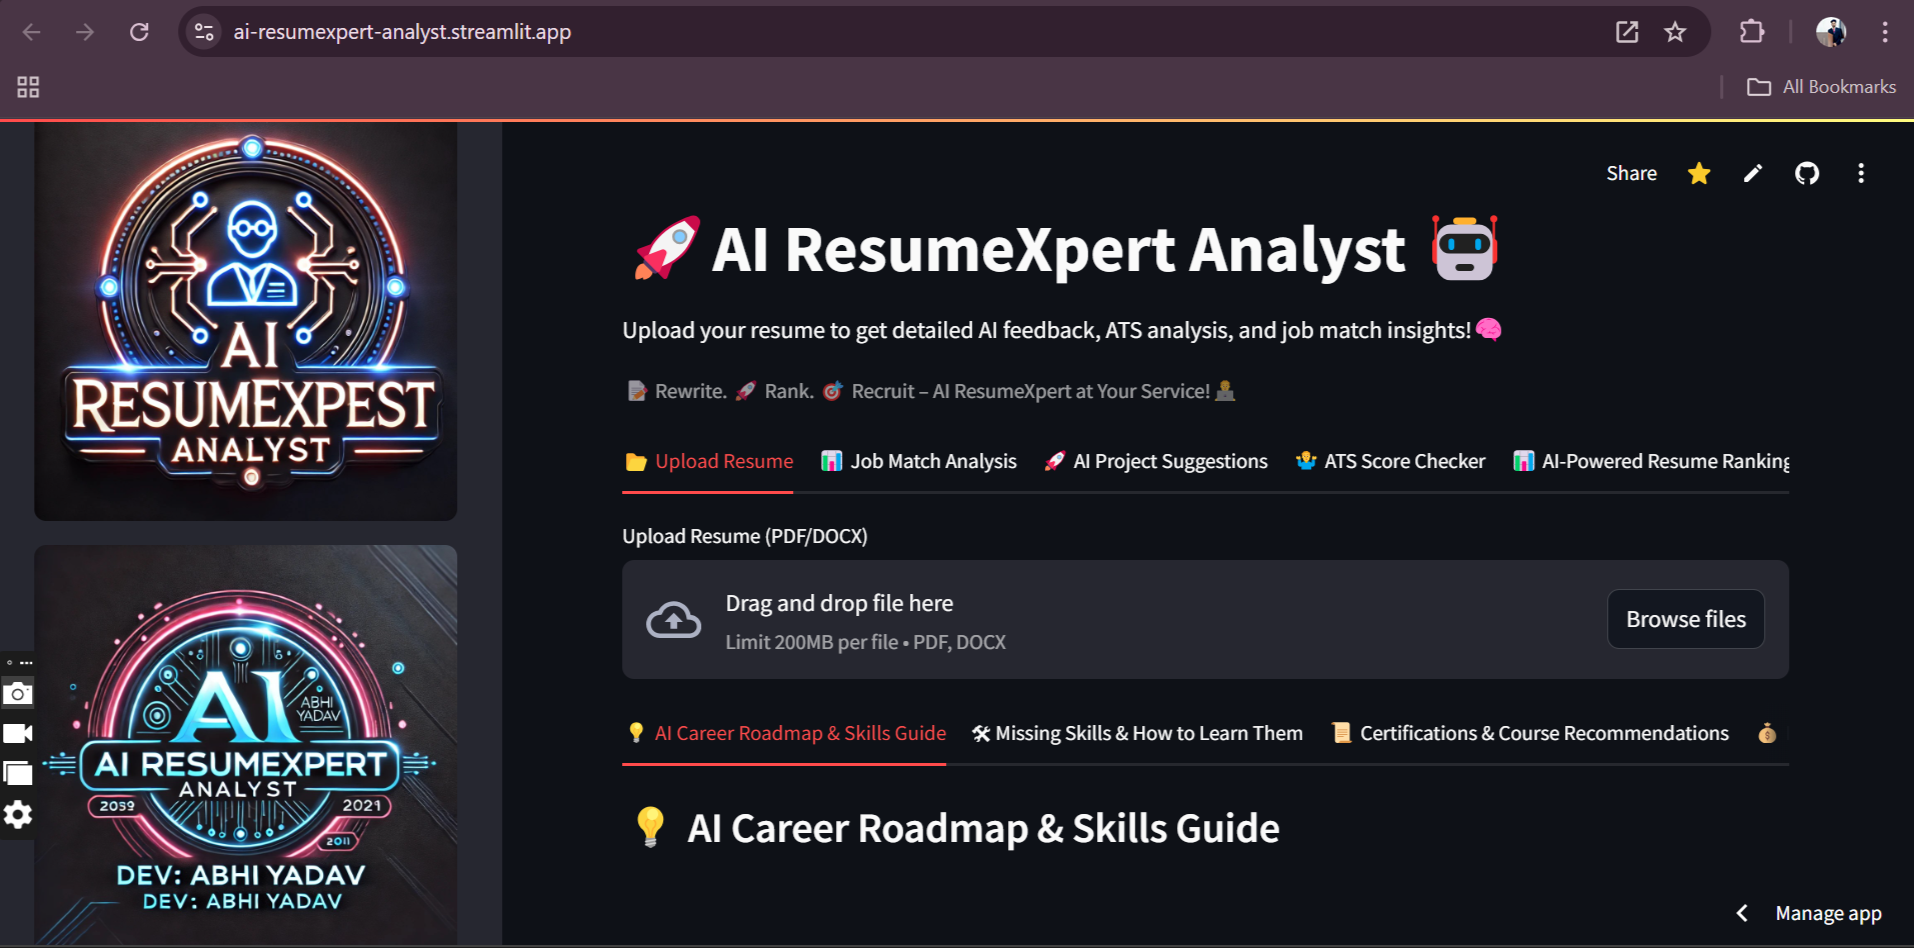 ai-resumexpert-analyst.streamlit.app
All Bookmarks
AI
RESUMEXPEST
ANALYST
AI
ABHI
YADAV
AI RESUMEXPERT
ANALYST
2039
2021
2011
DEV: ABHI YADAV
DEV: ABHI YADAV
Share
AI ResumeXpert Analyst
Upload your resume to get detailed AI feedback, ATS analysis, and job match insights!
Rewrite. Rank. Recruit – AI ResumeXpert at Your Service!
Upload Resume Job Match Analysis AI Project Suggestions ATS Score Checker AI-Powered Resume Ranking
Upload Resume (PDF/DOCX)
Drag and drop file here
Limit 200MB per file • PDF, DOCX
Browse files
AI Career Roadmap & Skills Guide Missing Skills & How to Learn Them Certifications & Course Recommendations
AI Career Roadmap & Skills Guide
Manage app